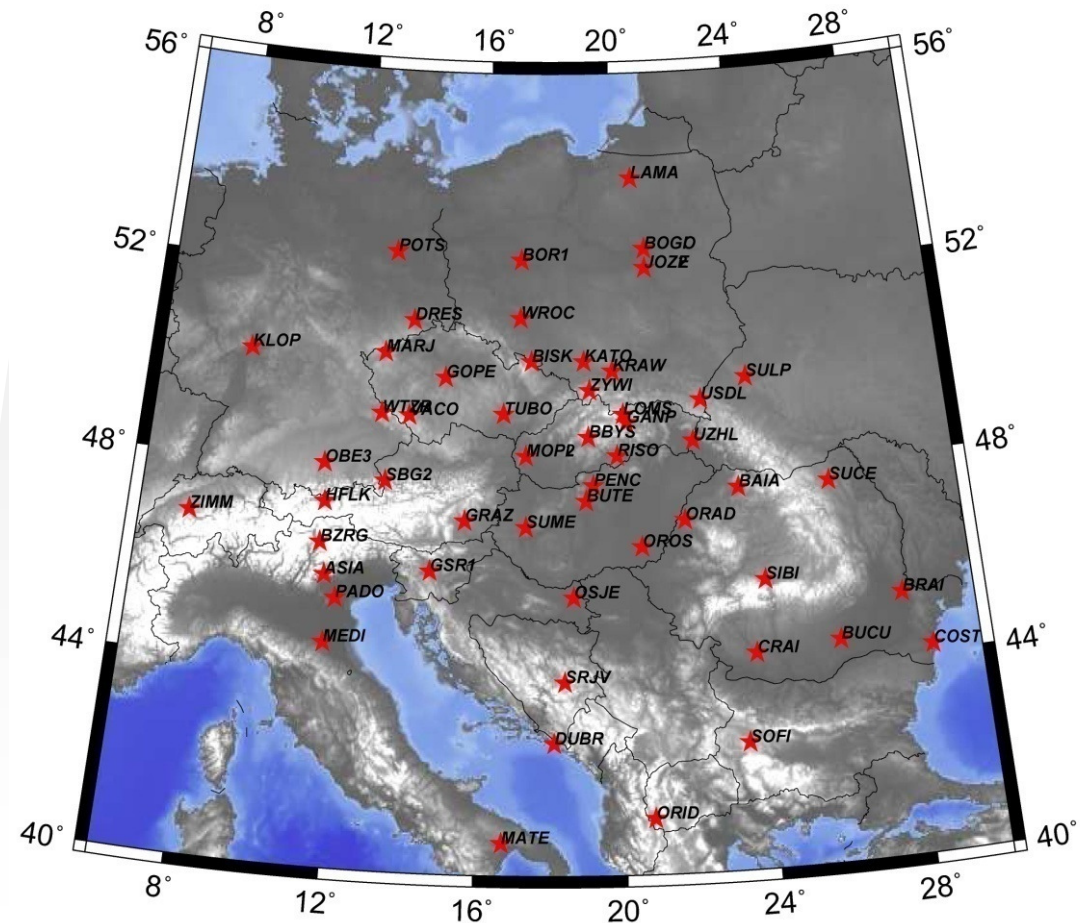 8° 12° 16° 20° 24° 28°
56° 56°
LAMA
52° 52°
POTS BOR1 BOGD
DRES WROC
KLOP MARJ BISK KATO KRAW
GOPE ZYWI SULP
USDL
WTZR VACO TUBO GANP
BBYS UZHL
48° 48°
OBE3 RISO
SBG2 PENC BAIA SUCE
ZIMM HFLK BUTE
GRAZ SUME ORAD
BZRG OROS
ASIA GSR1 SIBI
PADO OSJE BRAI
44° MEDI CRAI BUCU COST 44°
SRJV
DUBR SOFI
ORID
40° MATE 40°
8° 12° 16° 20° 24° 28°